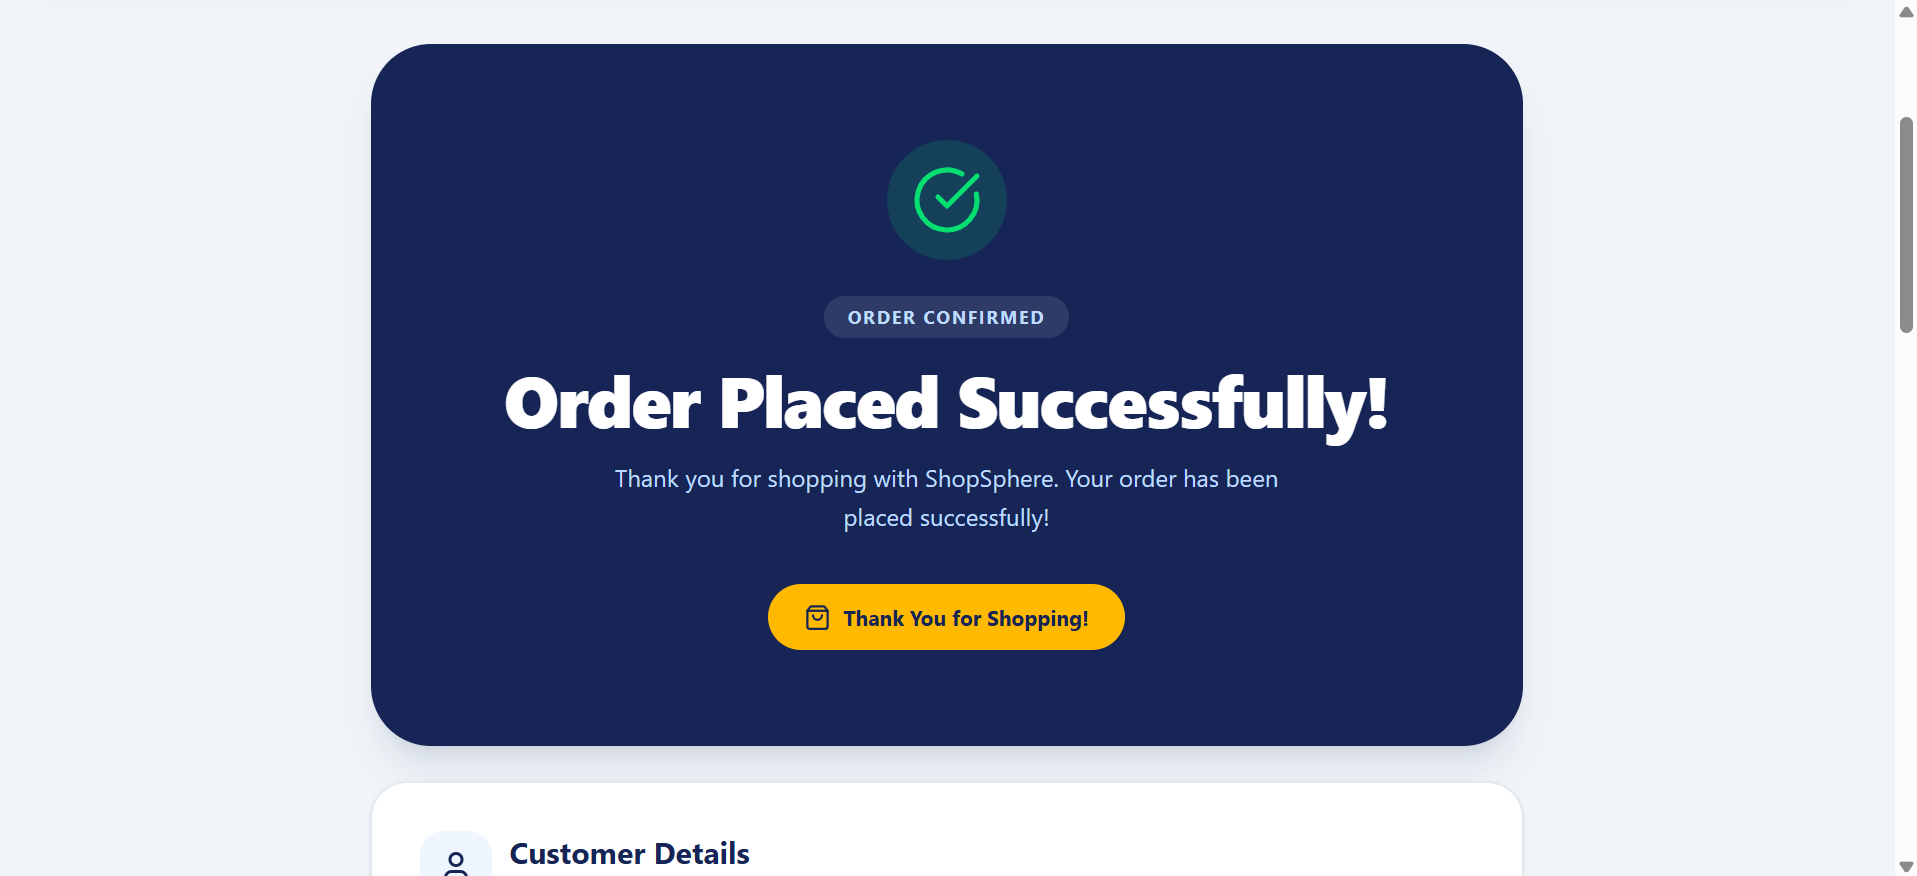 ORDER CONFIRMED
Order Placed Successfully!
Thank you for shopping with ShopSphere. Your order has been
placed successfully!
Thank You for Shopping!
Customer Details